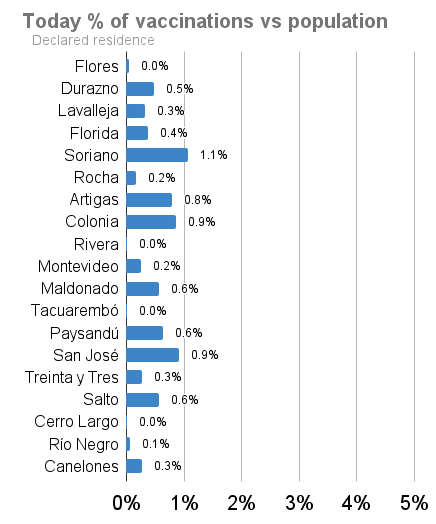 Today % of vaccinations vs population
Declared residence
Flores 0.0%
Durazno 0.5%
Lavalleja 0.3%
Florida 0.4%
Soriano 1.1%
Rocha 0.2%
Artigas 0.8%
Colonia 0.9%
Rivera 0.0%
Montevideo 0.2%
Maldonado 0.6%
Tacuarembó 0.0%
Paysandú 0.6%
San José 0.9%
Treinta y Tres 0.3%
Salto 0.6%
Cerro Largo 0.0%
Río Negro 0.1%
Canelones 0.3%
0% 1% 2% 3% 4% 5%